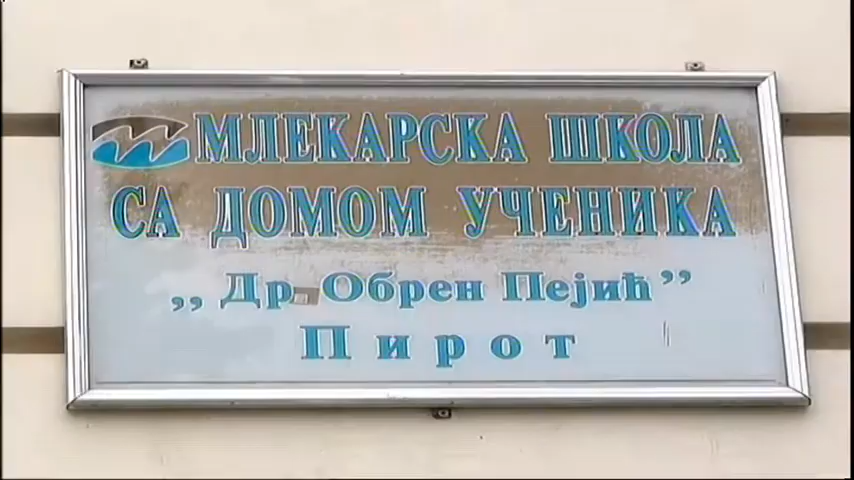 МЛЕКАРСКА ШКОЛА
СА ДОМОМ УЧЕНИКА
„Др Обрен Пејић”
Пирот